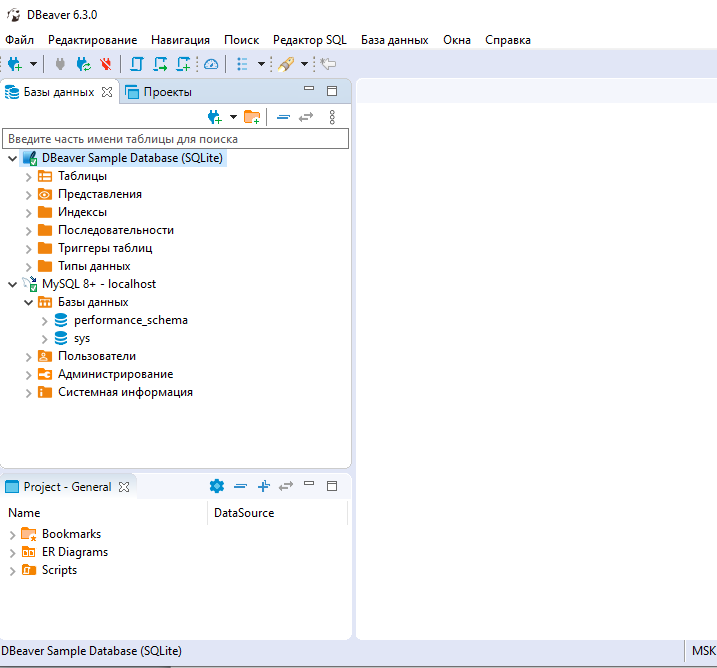 DBeaver 6.3.0
Файл Редактирование Навигация Поиск Редактор SQL База данных Окна Справка
Базы данных Проекты
Введите часть имени таблицы для поиска
DBeaver Sample Database (SQLite)
Таблицы
Представления
Индексы
Последовательности
Триггеры таблиц
Типы данных
MySQL 8+ - localhost
Базы данных
performance_schema
sys
Пользователи
Администрирование
Системная информация
Project - General
Name DataSource
Bookmarks
ER Diagrams
Scripts
DBeaver Sample Database (SQLite) MSK